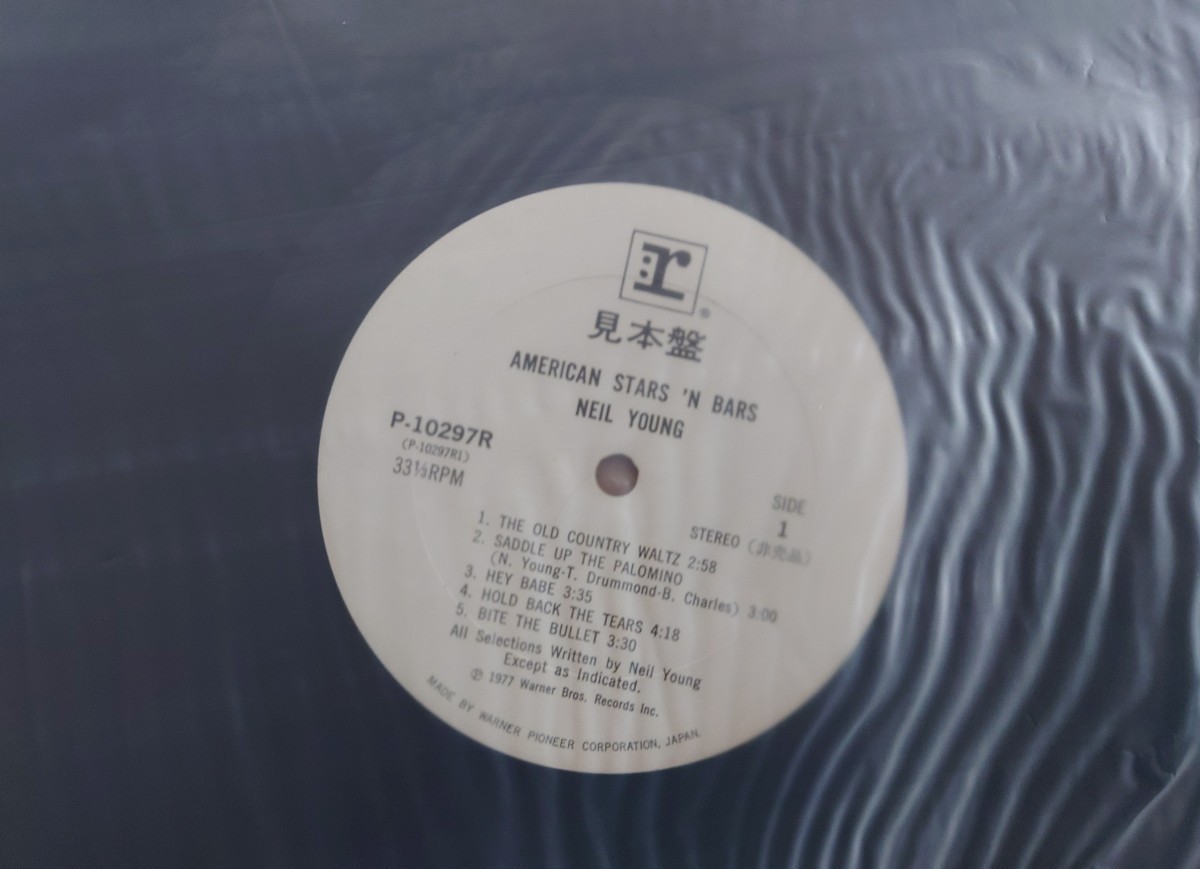 r
®
見本盤
AMERICAN STARS 'N BARS
NEIL YOUNG
P-10297R
(P-10297R1)
33⅓RPM
SIDE
1
STEREO (非売品)
1. THE OLD COUNTRY WALTZ 2:58
2. SADDLE UP THE PALOMINO
(N. Young-T. Drummond-B. Charles) 3:00
3. HEY BABE 3:35
4. HOLD BACK THE TEARS 4:18
5. BITE THE BULLET 3:30
All Selections Written by Neil Young
Except as Indicated.
℗ 1977 Warner Bros. Records Inc.
MADE BY WARNER PIONEER CORPORATION, JAPAN.